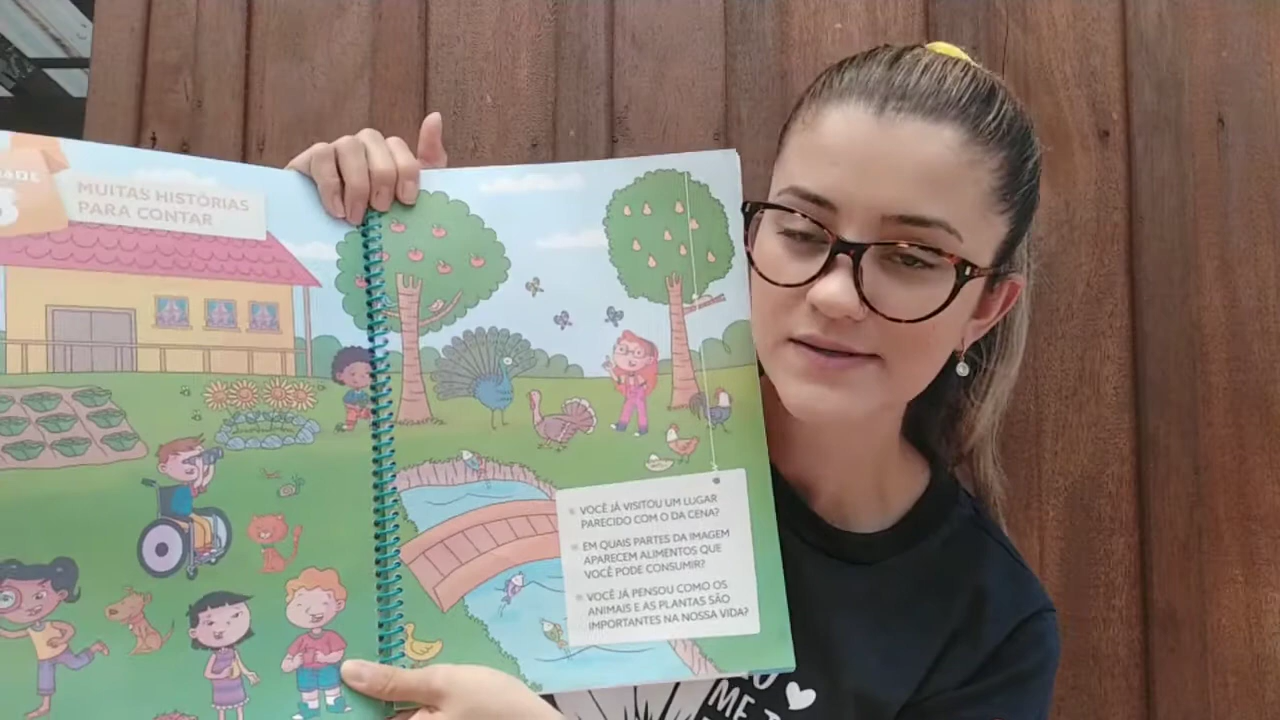 MUITAS HISTÓRIAS
PARA CONTAR
VOCÊ JÁ VISITOU UM LUGAR
PARECIDO COM O DA CENA?
EM QUAIS PARTES DA IMAGEM
APARECEM ALIMENTOS QUE
VOCÊ PODE CONSUMIR?
VOCÊ JÁ PENSOU COMO OS
ANIMAIS E AS PLANTAS SÃO
IMPORTANTES NA NOSSA VIDA?
ME